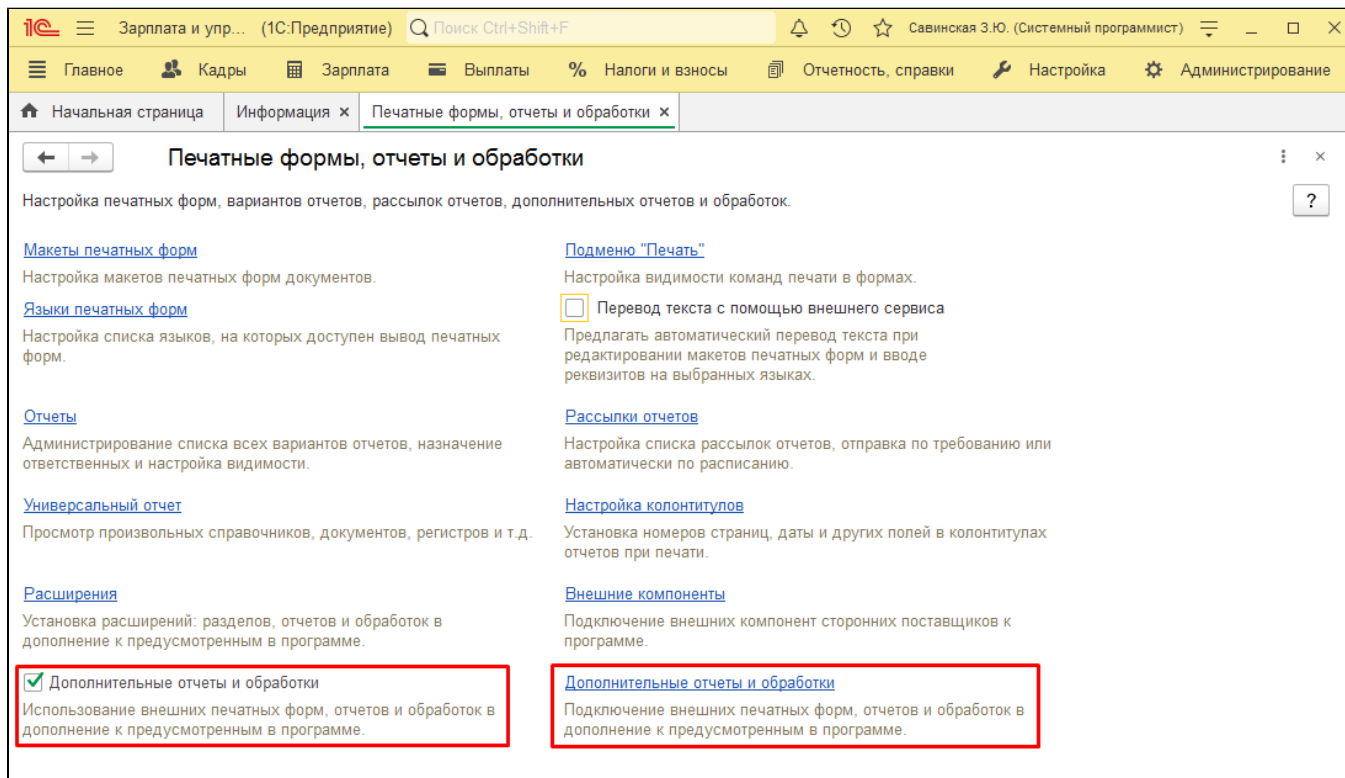 1С Зарплата и упр... (1С:Предприятие) Поиск Ctrl+Shift+F Савинская З.Ю. (Системный программист)
Главное Кадры Зарплата Выплаты % Налоги и взносы Отчетность, справки Настройка Администрирование
Начальная страница Информация × Печатные формы, отчеты и обработки ×
Печатные формы, отчеты и обработки
Настройка печатных форм, вариантов отчетов, рассылок отчетов, дополнительных отчетов и обработок. ?
Макеты печатных форм
Настройка макетов печатных форм документов.
Языки печатных форм
Настройка списка языков, на которых доступен вывод печатных
форм.
Отчеты
Администрирование списка всех вариантов отчетов, назначение
ответственных и настройка видимости.
Универсальный отчет
Просмотр произвольных справочников, документов, регистров и т.д.
Расширения
Установка расширений: разделов, отчетов и обработок в
дополнение к предусмотренным в программе.
Дополнительные отчеты и обработки
Использование внешних печатных форм, отчетов и обработок в
дополнение к предусмотренным в программе.
Подменю "Печать"
Настройка видимости команд печати в формах.
Перевод текста с помощью внешнего сервиса
Предлагать автоматический перевод текста при
редактировании макетов печатных форм и вводе
реквизитов на выбранных языках.
Рассылки отчетов
Настройка списка рассылок отчетов, отправка по требованию или
автоматически по расписанию.
Настройка колонтитулов
Установка номеров страниц, даты и других полей в колонтитулах
отчетов при печати.
Внешние компоненты
Подключение внешних компонент сторонних поставщиков к
программе.
Дополнительные отчеты и обработки
Подключение внешних печатных форм, отчетов и обработок в
дополнение к предусмотренным в программе.